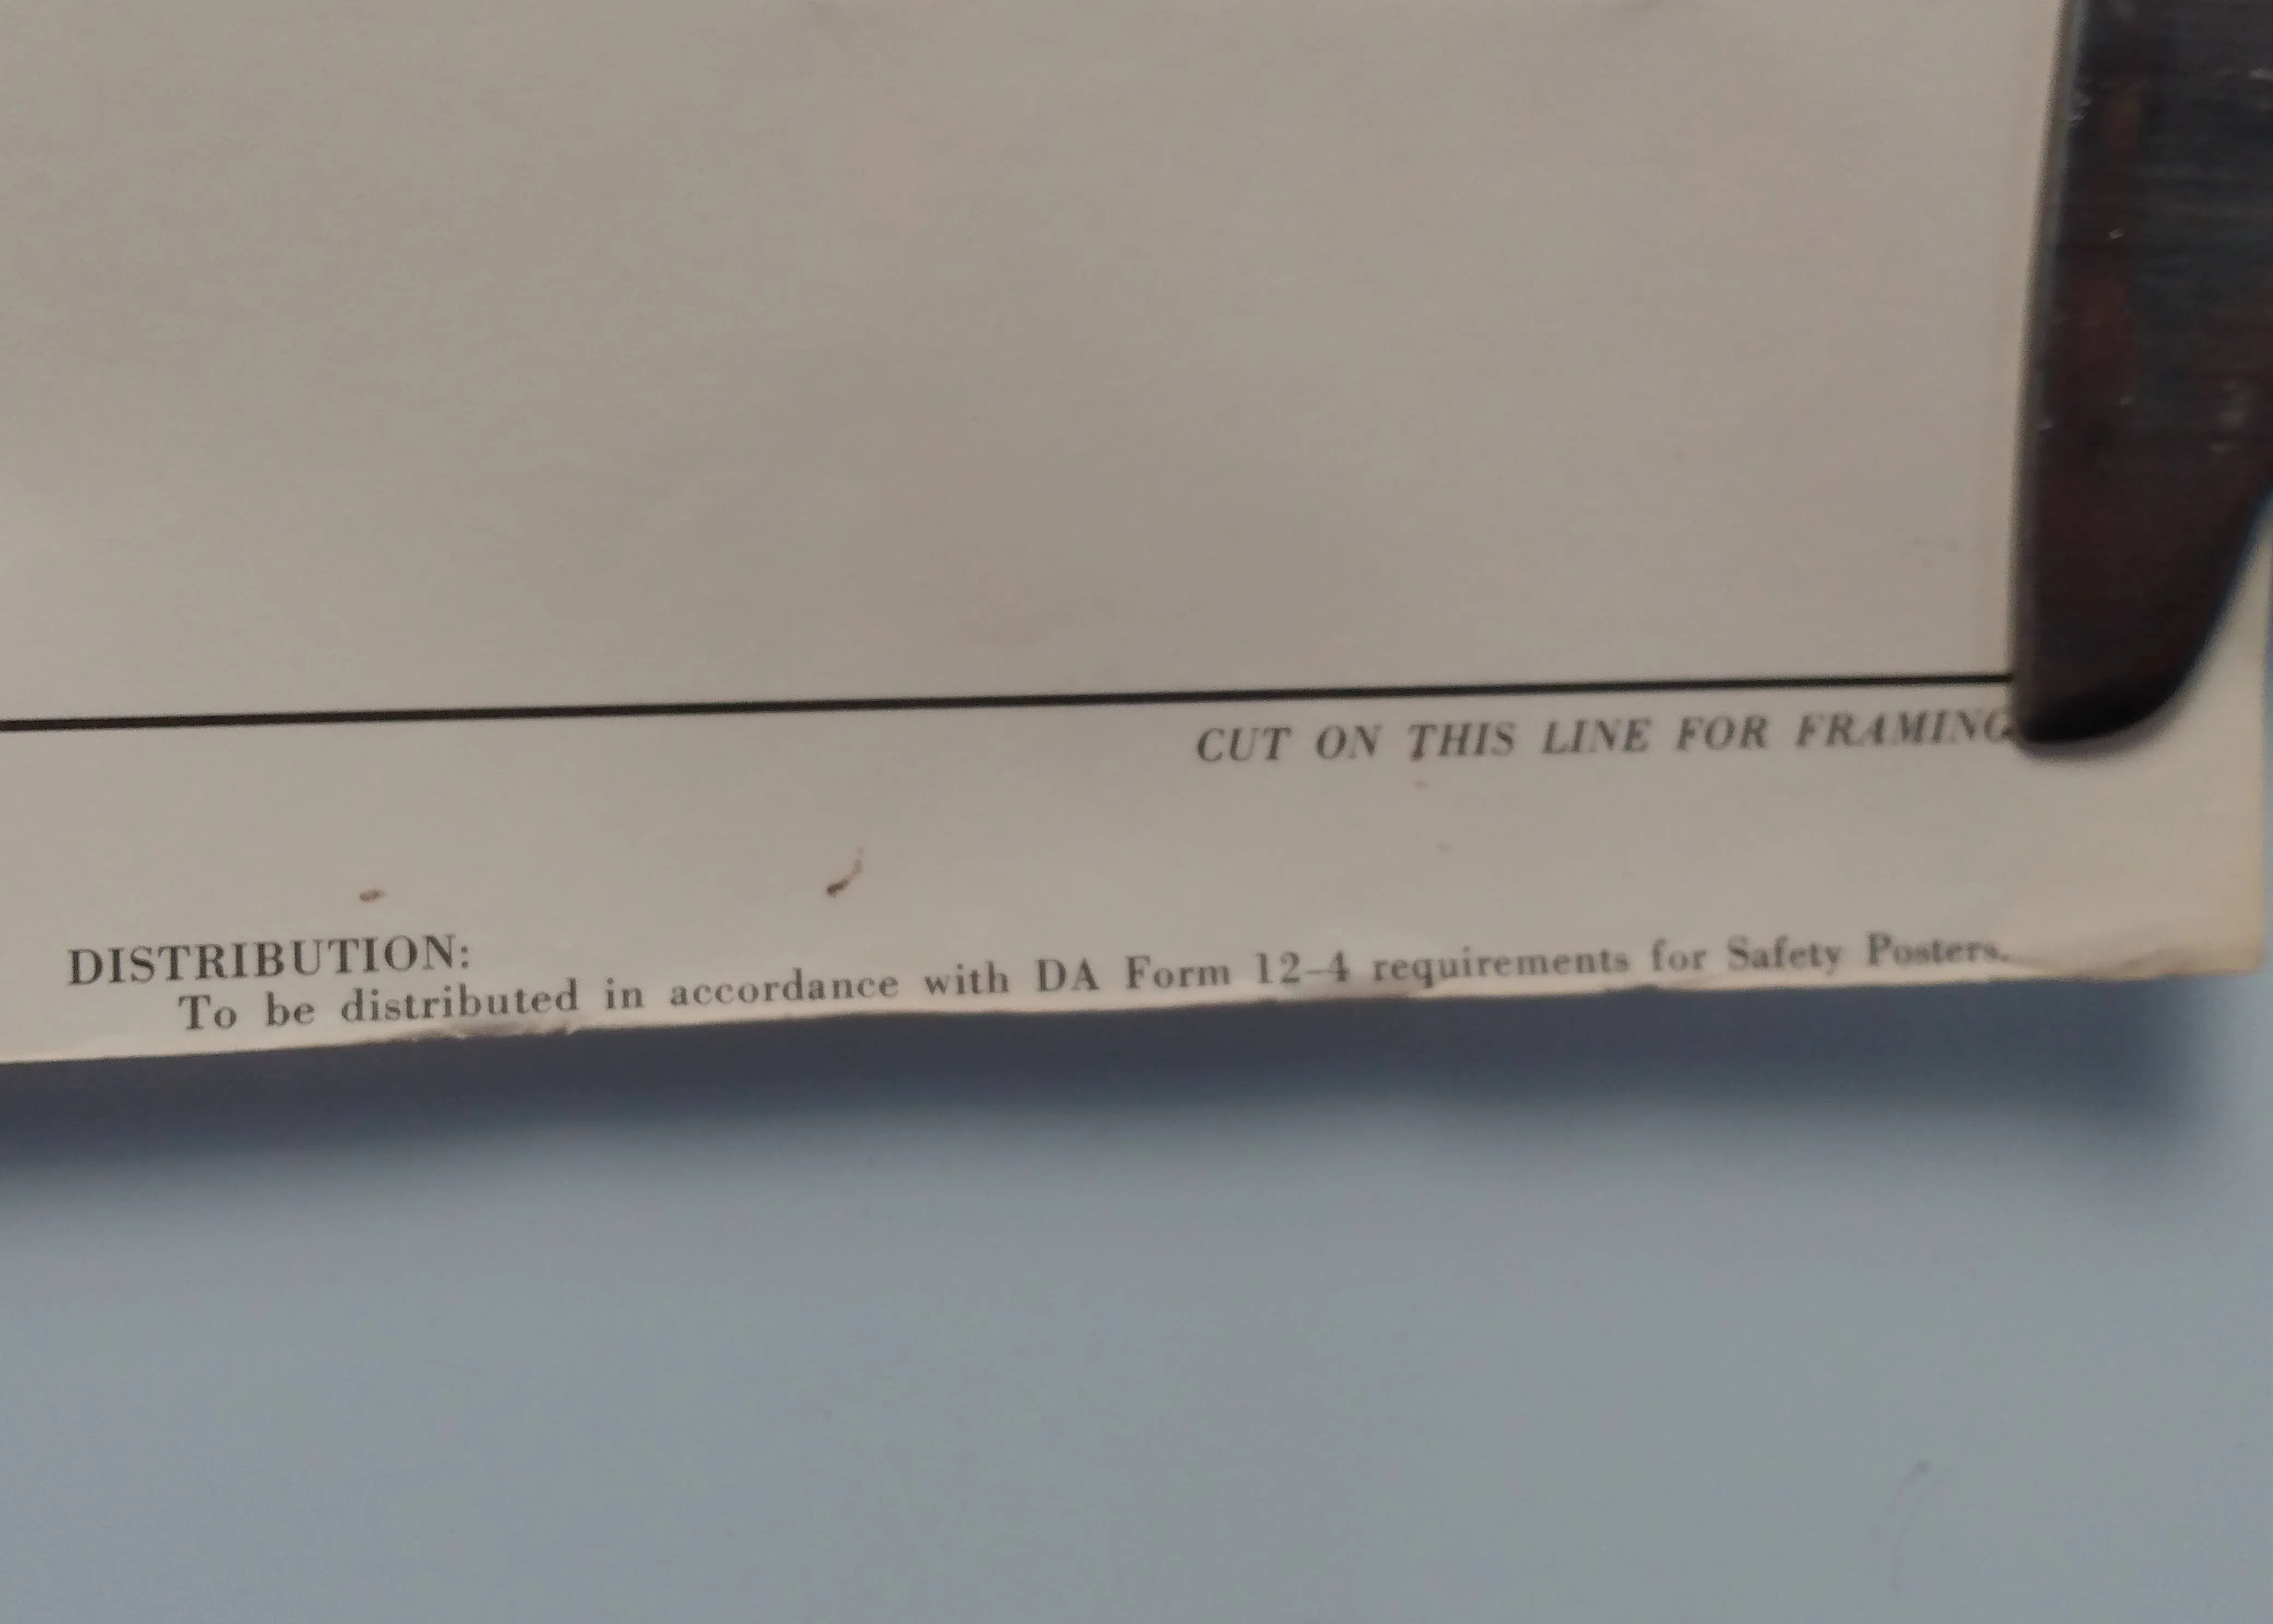 CUT ON THIS LINE FOR FRAMING
DISTRIBUTION:
To be distributed in accordance with DA Form 12–4 requirements for Safety Posters.